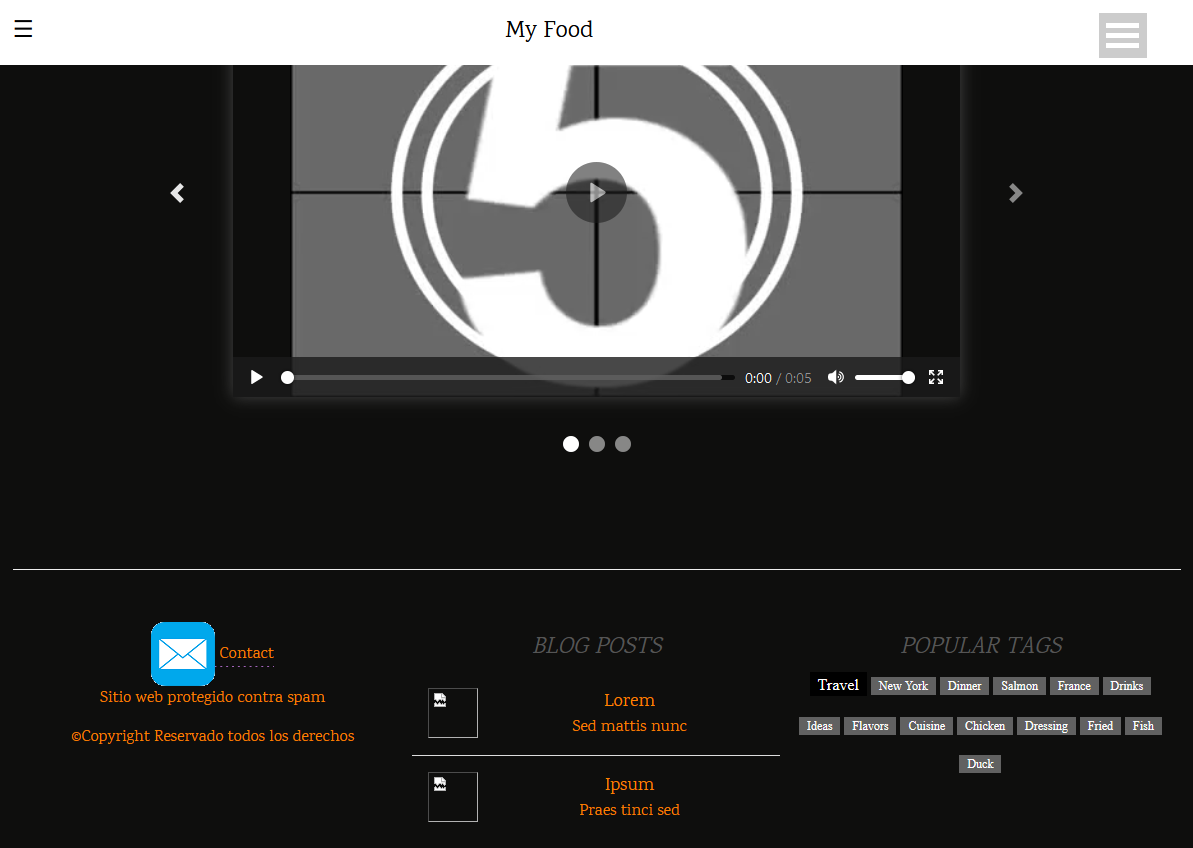 ☰ My Food
5
0:00 / 0:05
Contact
Sitio web protegido contra spam
©Copyright Reservado todos los derechos
BLOG POSTS
Lorem
Sed mattis nunc
Ipsum
Praes tinci sed
POPULAR TAGS
Travel New York Dinner Salmon France Drinks
Ideas Flavors Cuisine Chicken Dressing Fried Fish
Duck